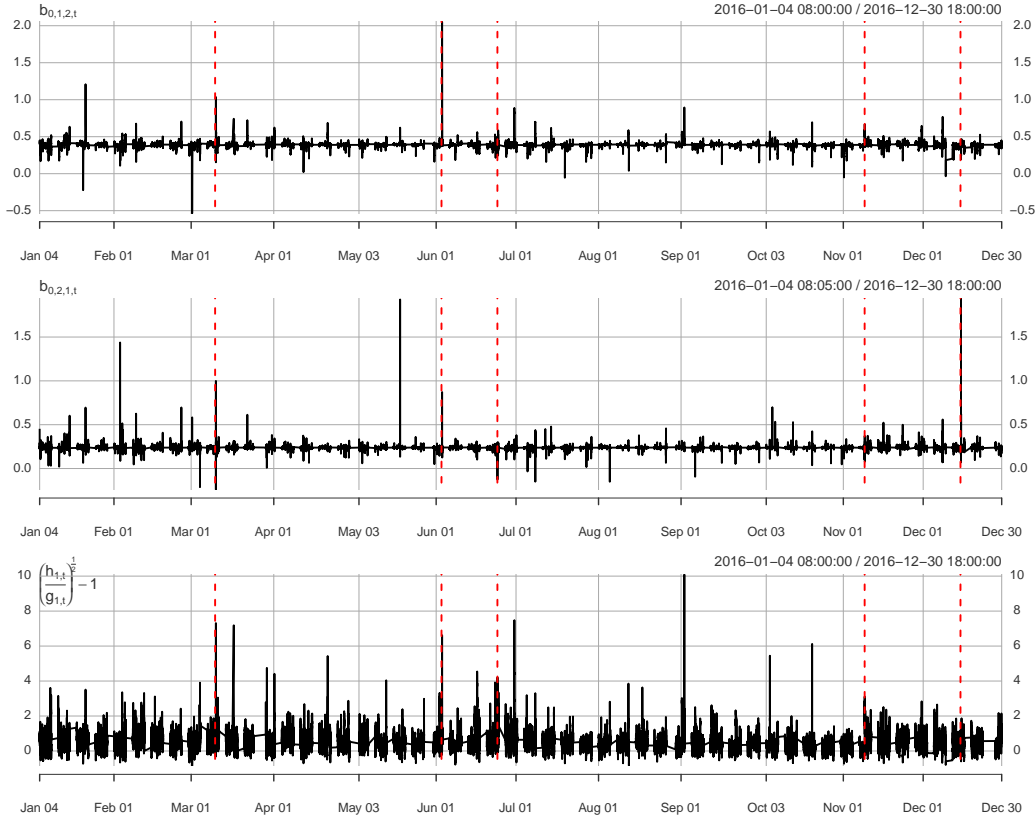 b0,1,2,t 2016−01−04 08:00:00 / 2016−12−30 18:00:00
2.0 2.0
1.5 1.5
1.0 1.0
0.5 0.5
0.0 0.0
−0.5 −0.5
Jan 04 Feb 01 Mar 01 Apr 01 May 03 Jun 01 Jul 01 Aug 01 Sep 01 Oct 03 Nov 01 Dec 01 Dec 30
b0,2,1,t 2016−01−04 08:05:00 / 2016−12−30 18:00:00
1.5 1.5
1.0 1.0
0.5 0.5
0.0 0.0
Jan 04 Feb 01 Mar 01 Apr 01 May 03 Jun 01 Jul 01 Aug 01 Sep 01 Oct 03 Nov 01 Dec 01 Dec 30
(h1,t/g1,t)^1/2 −1 2016−01−04 08:00:00 / 2016−12−30 18:00:00
10 10
8 8
6 6
4 4
2 2
0 0
Jan 04 Feb 01 Mar 01 Apr 01 May 03 Jun 01 Jul 01 Aug 01 Sep 01 Oct 03 Nov 01 Dec 01 Dec 30